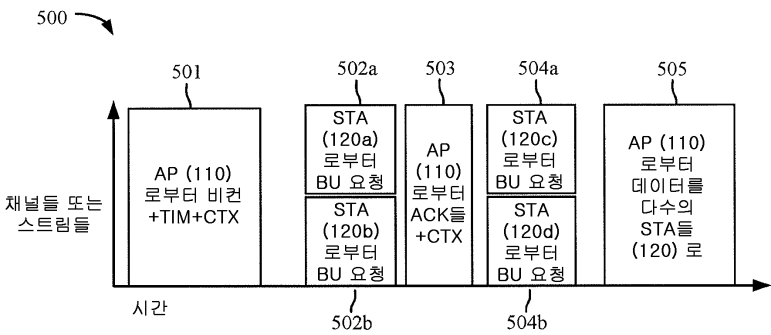 500
501
502a
503
504a
505
채널들 또는
스트림들
AP (110)
로부터 비컨
+TIM+CTX
STA
(120a)
로부터
BU 요청
STA
(120b)
로부터
BU 요청
AP
(110)
로부터
ACK들
+CTX
STA
(120c)
로부터
BU 요청
STA
(120d)
로부터
BU 요청
AP (110)
로부터
데이터를
다수의
STA들
(120) 로
시간
502b
504b